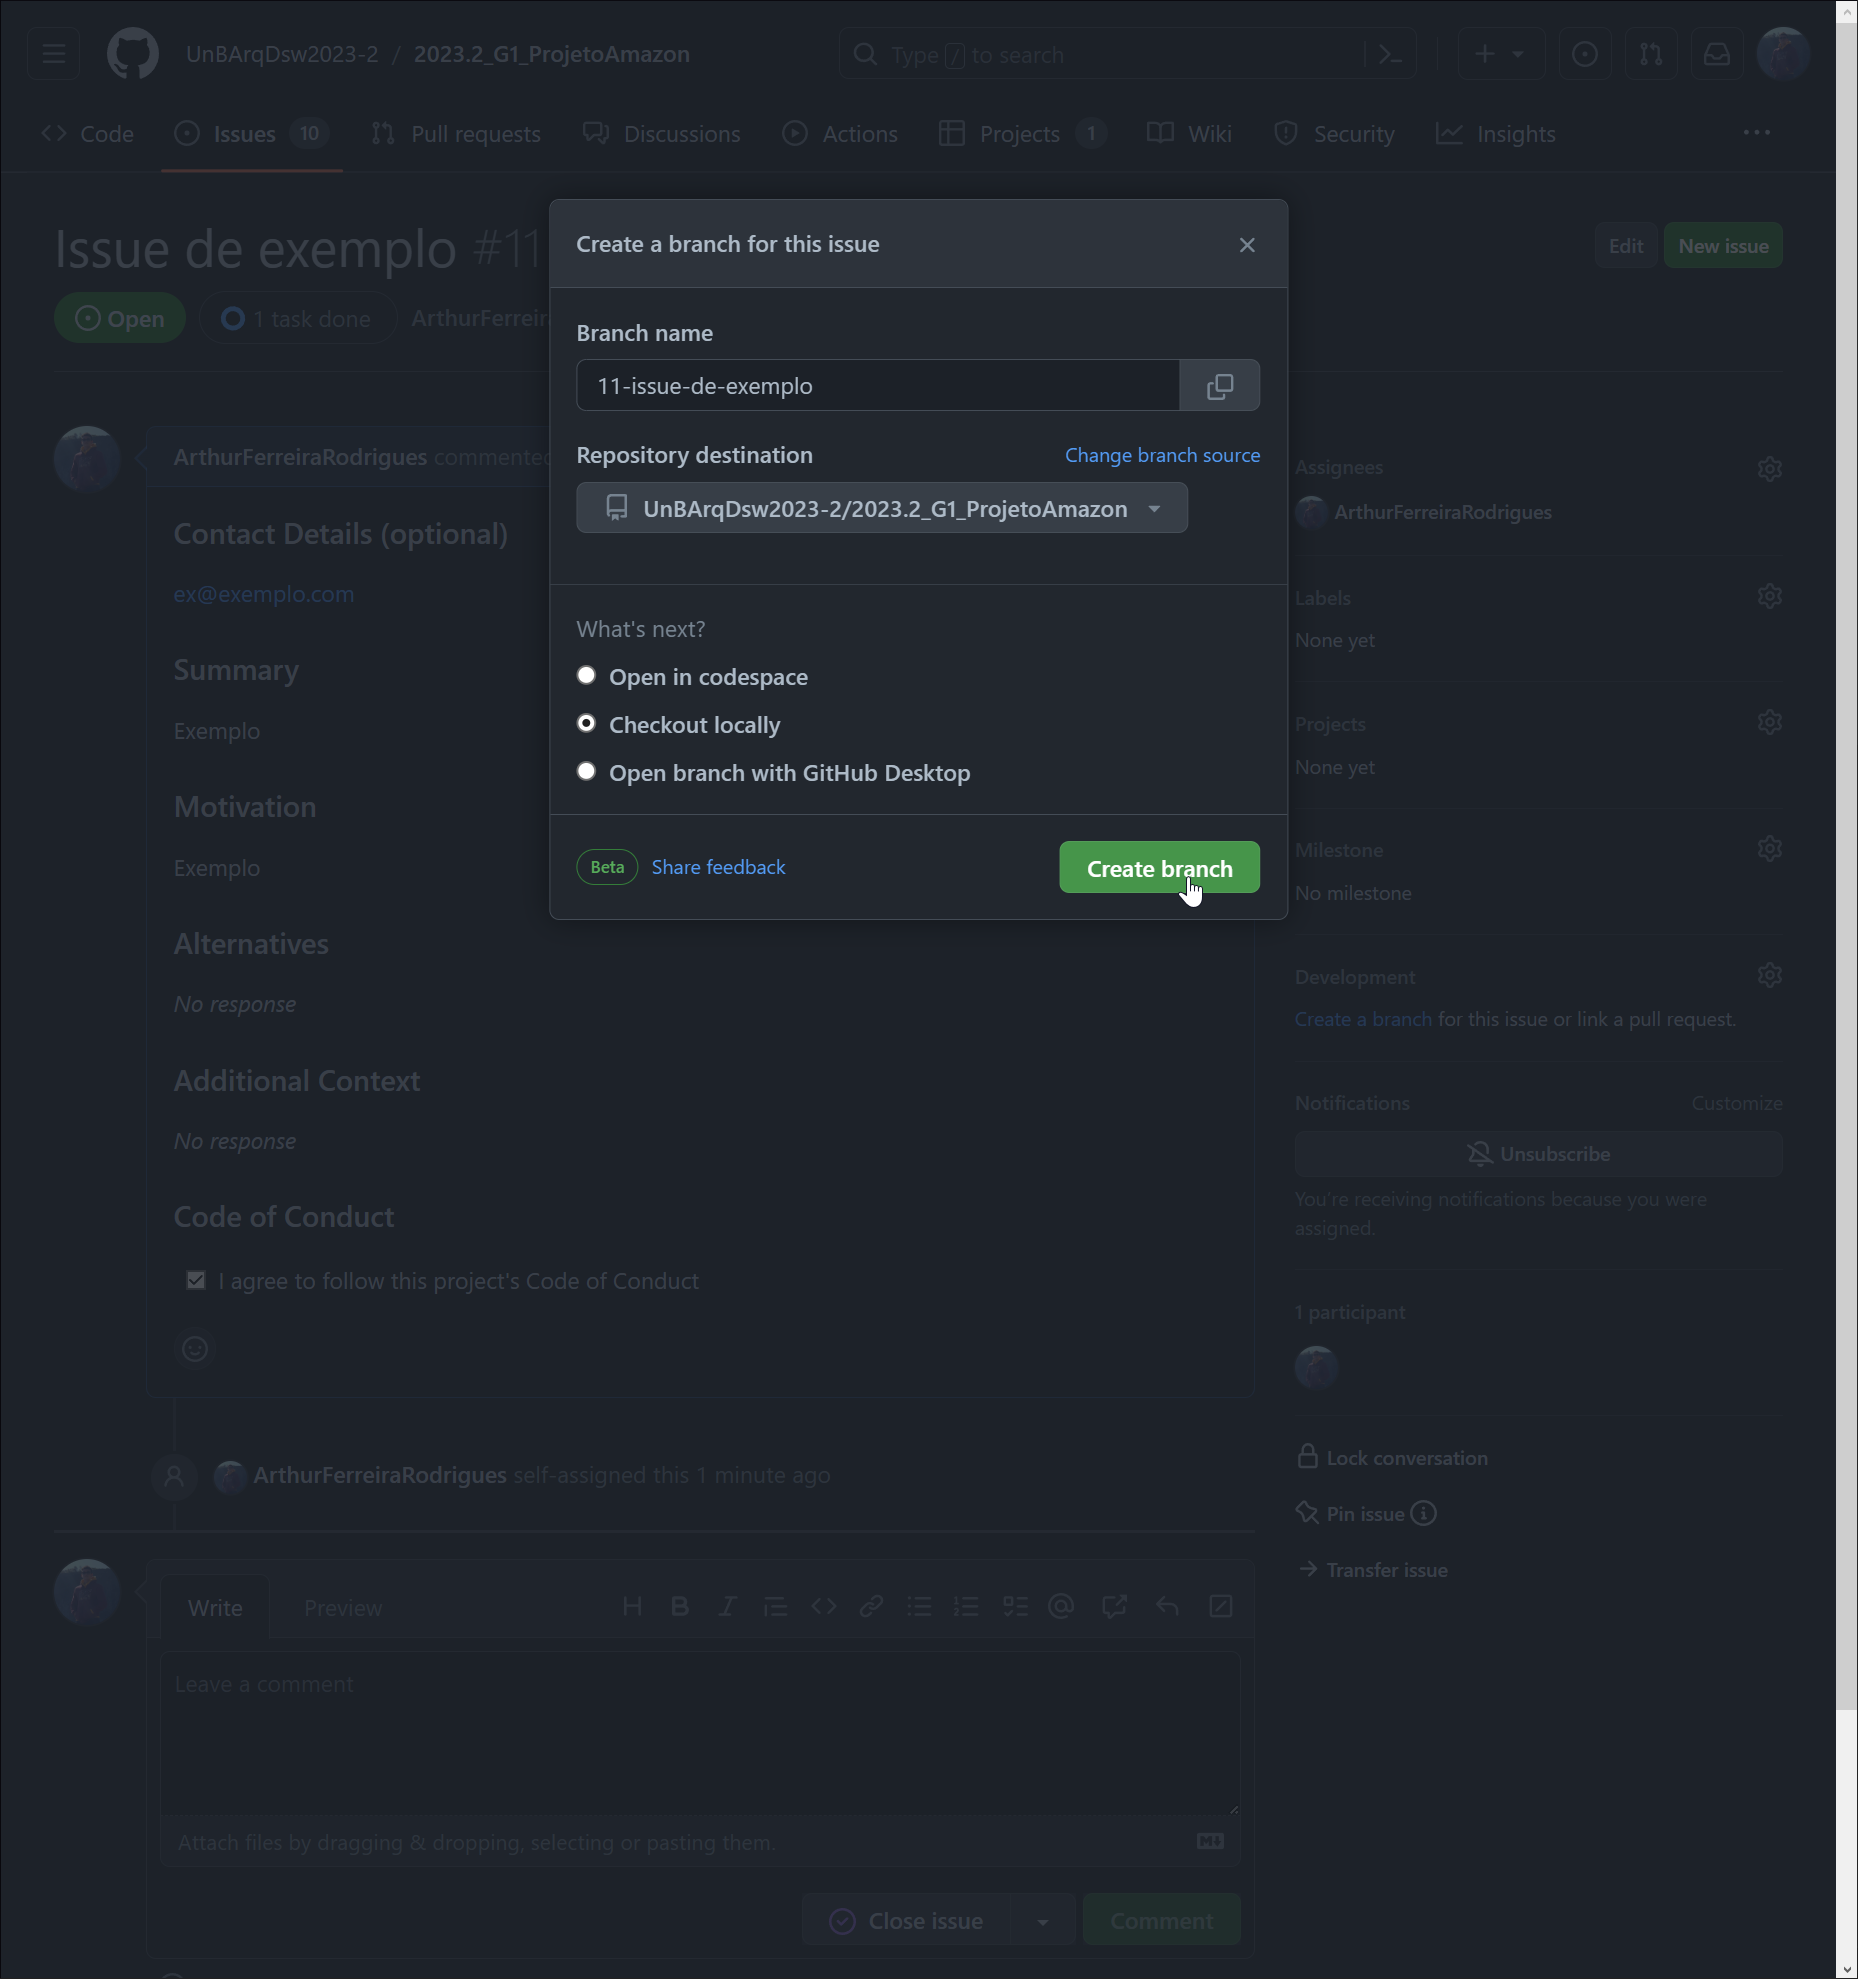 UnBArqDsw2023-2 / 2023.2_G1_ProjetoAmazon
Type / to search
Code
Issues 10
Pull requests
Discussions
Actions
Projects 1
Wiki
Security
Insights
Issue de exemplo #11
Edit
New issue
Open
1 task done
ArthurFerreir
Create a branch for this issue
Branch name
11-issue-de-exemplo
Repository destination
Change branch source
UnBArqDsw2023-2/2023.2_G1_ProjetoAmazon
What's next?
Open in codespace
Checkout locally
Open branch with GitHub Desktop
Beta
Share feedback
Create branch
ArthurFerreiraRodrigues commented
Contact Details (optional)
ex@exemplo.com
Summary
Exemplo
Motivation
Exemplo
Alternatives
No response
Additional Context
No response
Code of Conduct
I agree to follow this project's Code of Conduct
ArthurFerreiraRodrigues self-assigned this 1 minute ago
Write
Preview
Leave a comment
Attach files by dragging & dropping, selecting or pasting them.
Close issue
Comment
Assignees
ArthurFerreiraRodrigues
Labels
None yet
Projects
None yet
Milestone
No milestone
Development
Create a branch for this issue or link a pull request.
Notifications
Customize
Unsubscribe
You're receiving notifications because you were
assigned.
1 participant
Lock conversation
Pin issue
Transfer issue